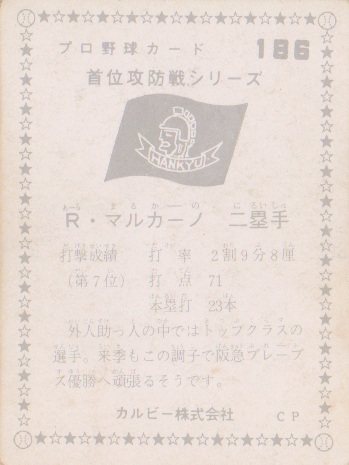 プロ野球カード 186
首位攻防戦シリーズ
HANKYU
R・マルカーノ 二塁手
打撃成績 打率 2割9分8厘
(第7位) 打点 71
本塁打 23本
外人助っ人の中ではトップクラスの
選手。来季もこの調子で阪急ブレーブ
ズ優勝へ頑張るそうです。
カルビー株式会社 CP